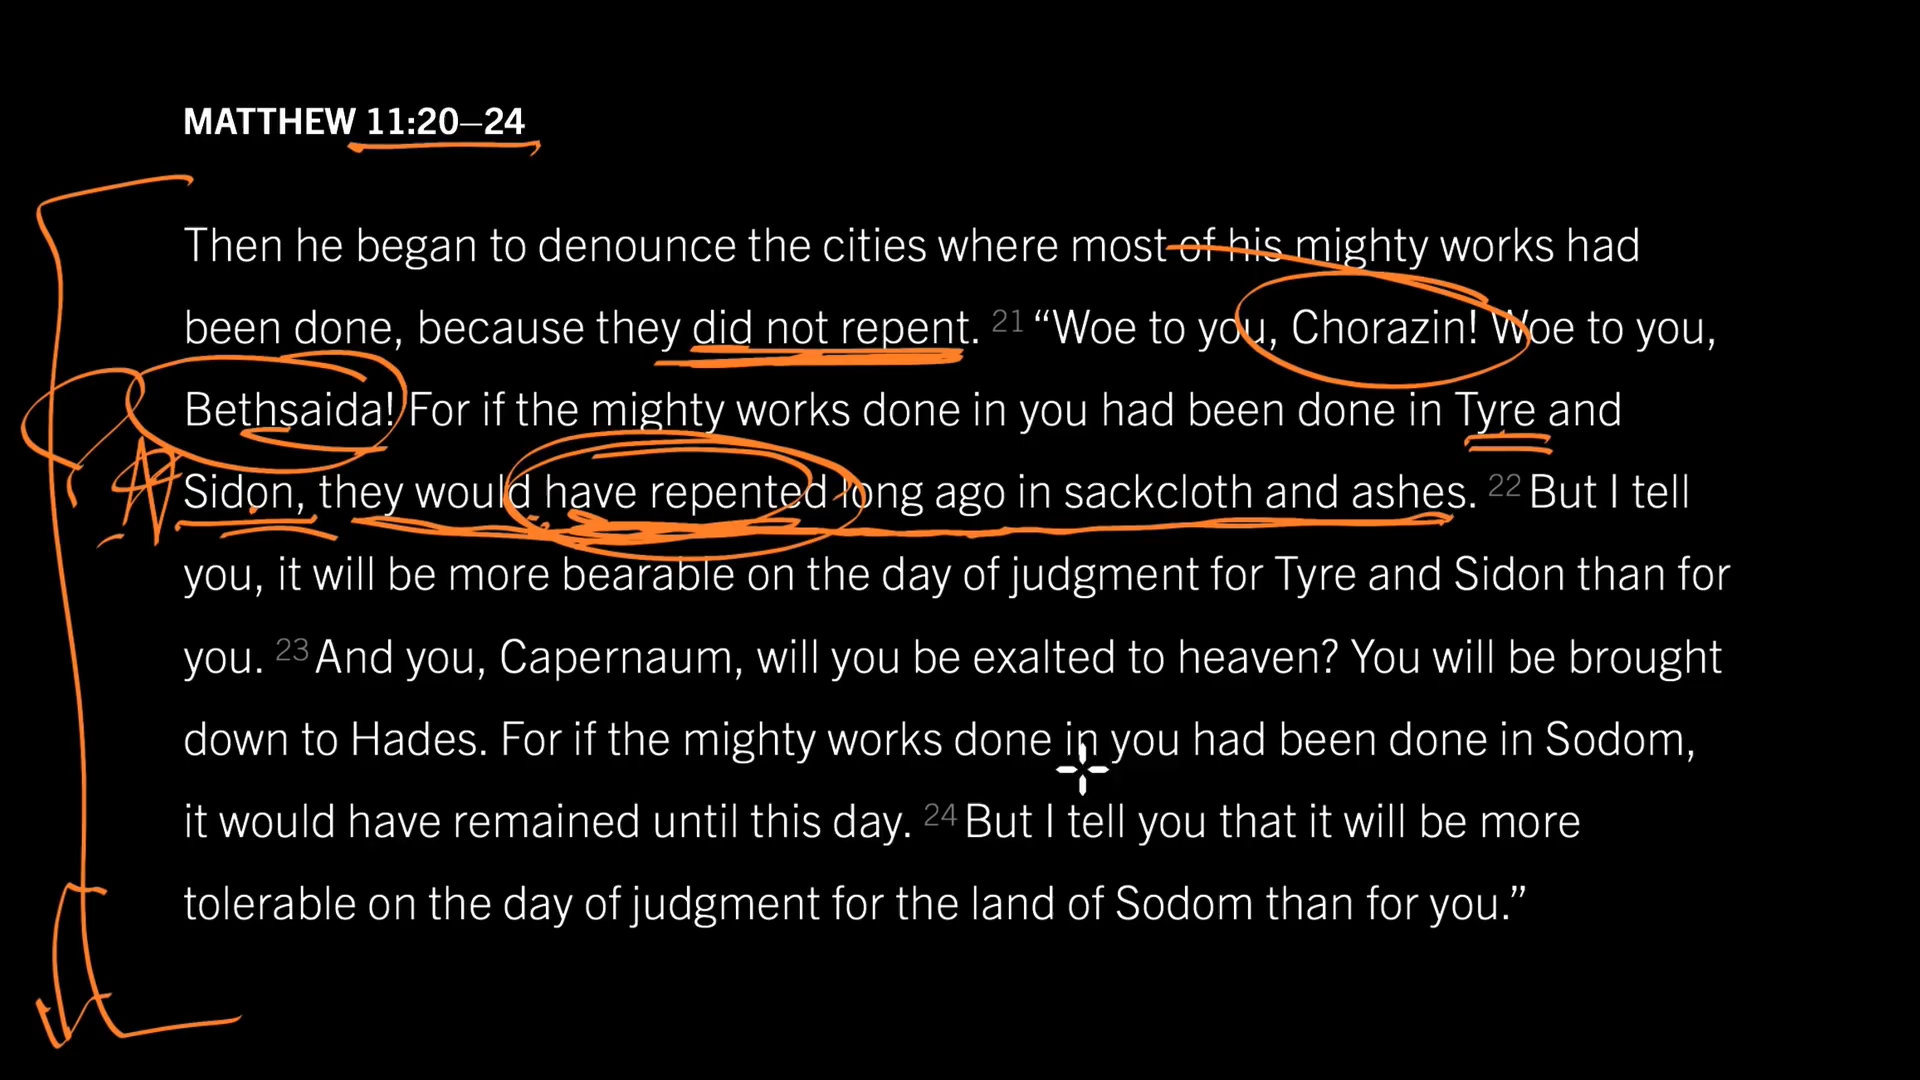 MATTHEW 11:20–24
Then he began to denounce the cities where most of his mighty works had
been done, because they did not repent. 21 “Woe to you, Chorazin! Woe to you,
Bethsaida! For if the mighty works done in you had been done in Tyre and
Sidon, they would have repented long ago in sackcloth and ashes. 22 But I tell
you, it will be more bearable on the day of judgment for Tyre and Sidon than for
you. 23 And you, Capernaum, will you be exalted to heaven? You will be brought
down to Hades. For if the mighty works done in you had been done in Sodom,
it would have remained until this day. 24 But I tell you that it will be more
tolerable on the day of judgment for the land of Sodom than for you.”